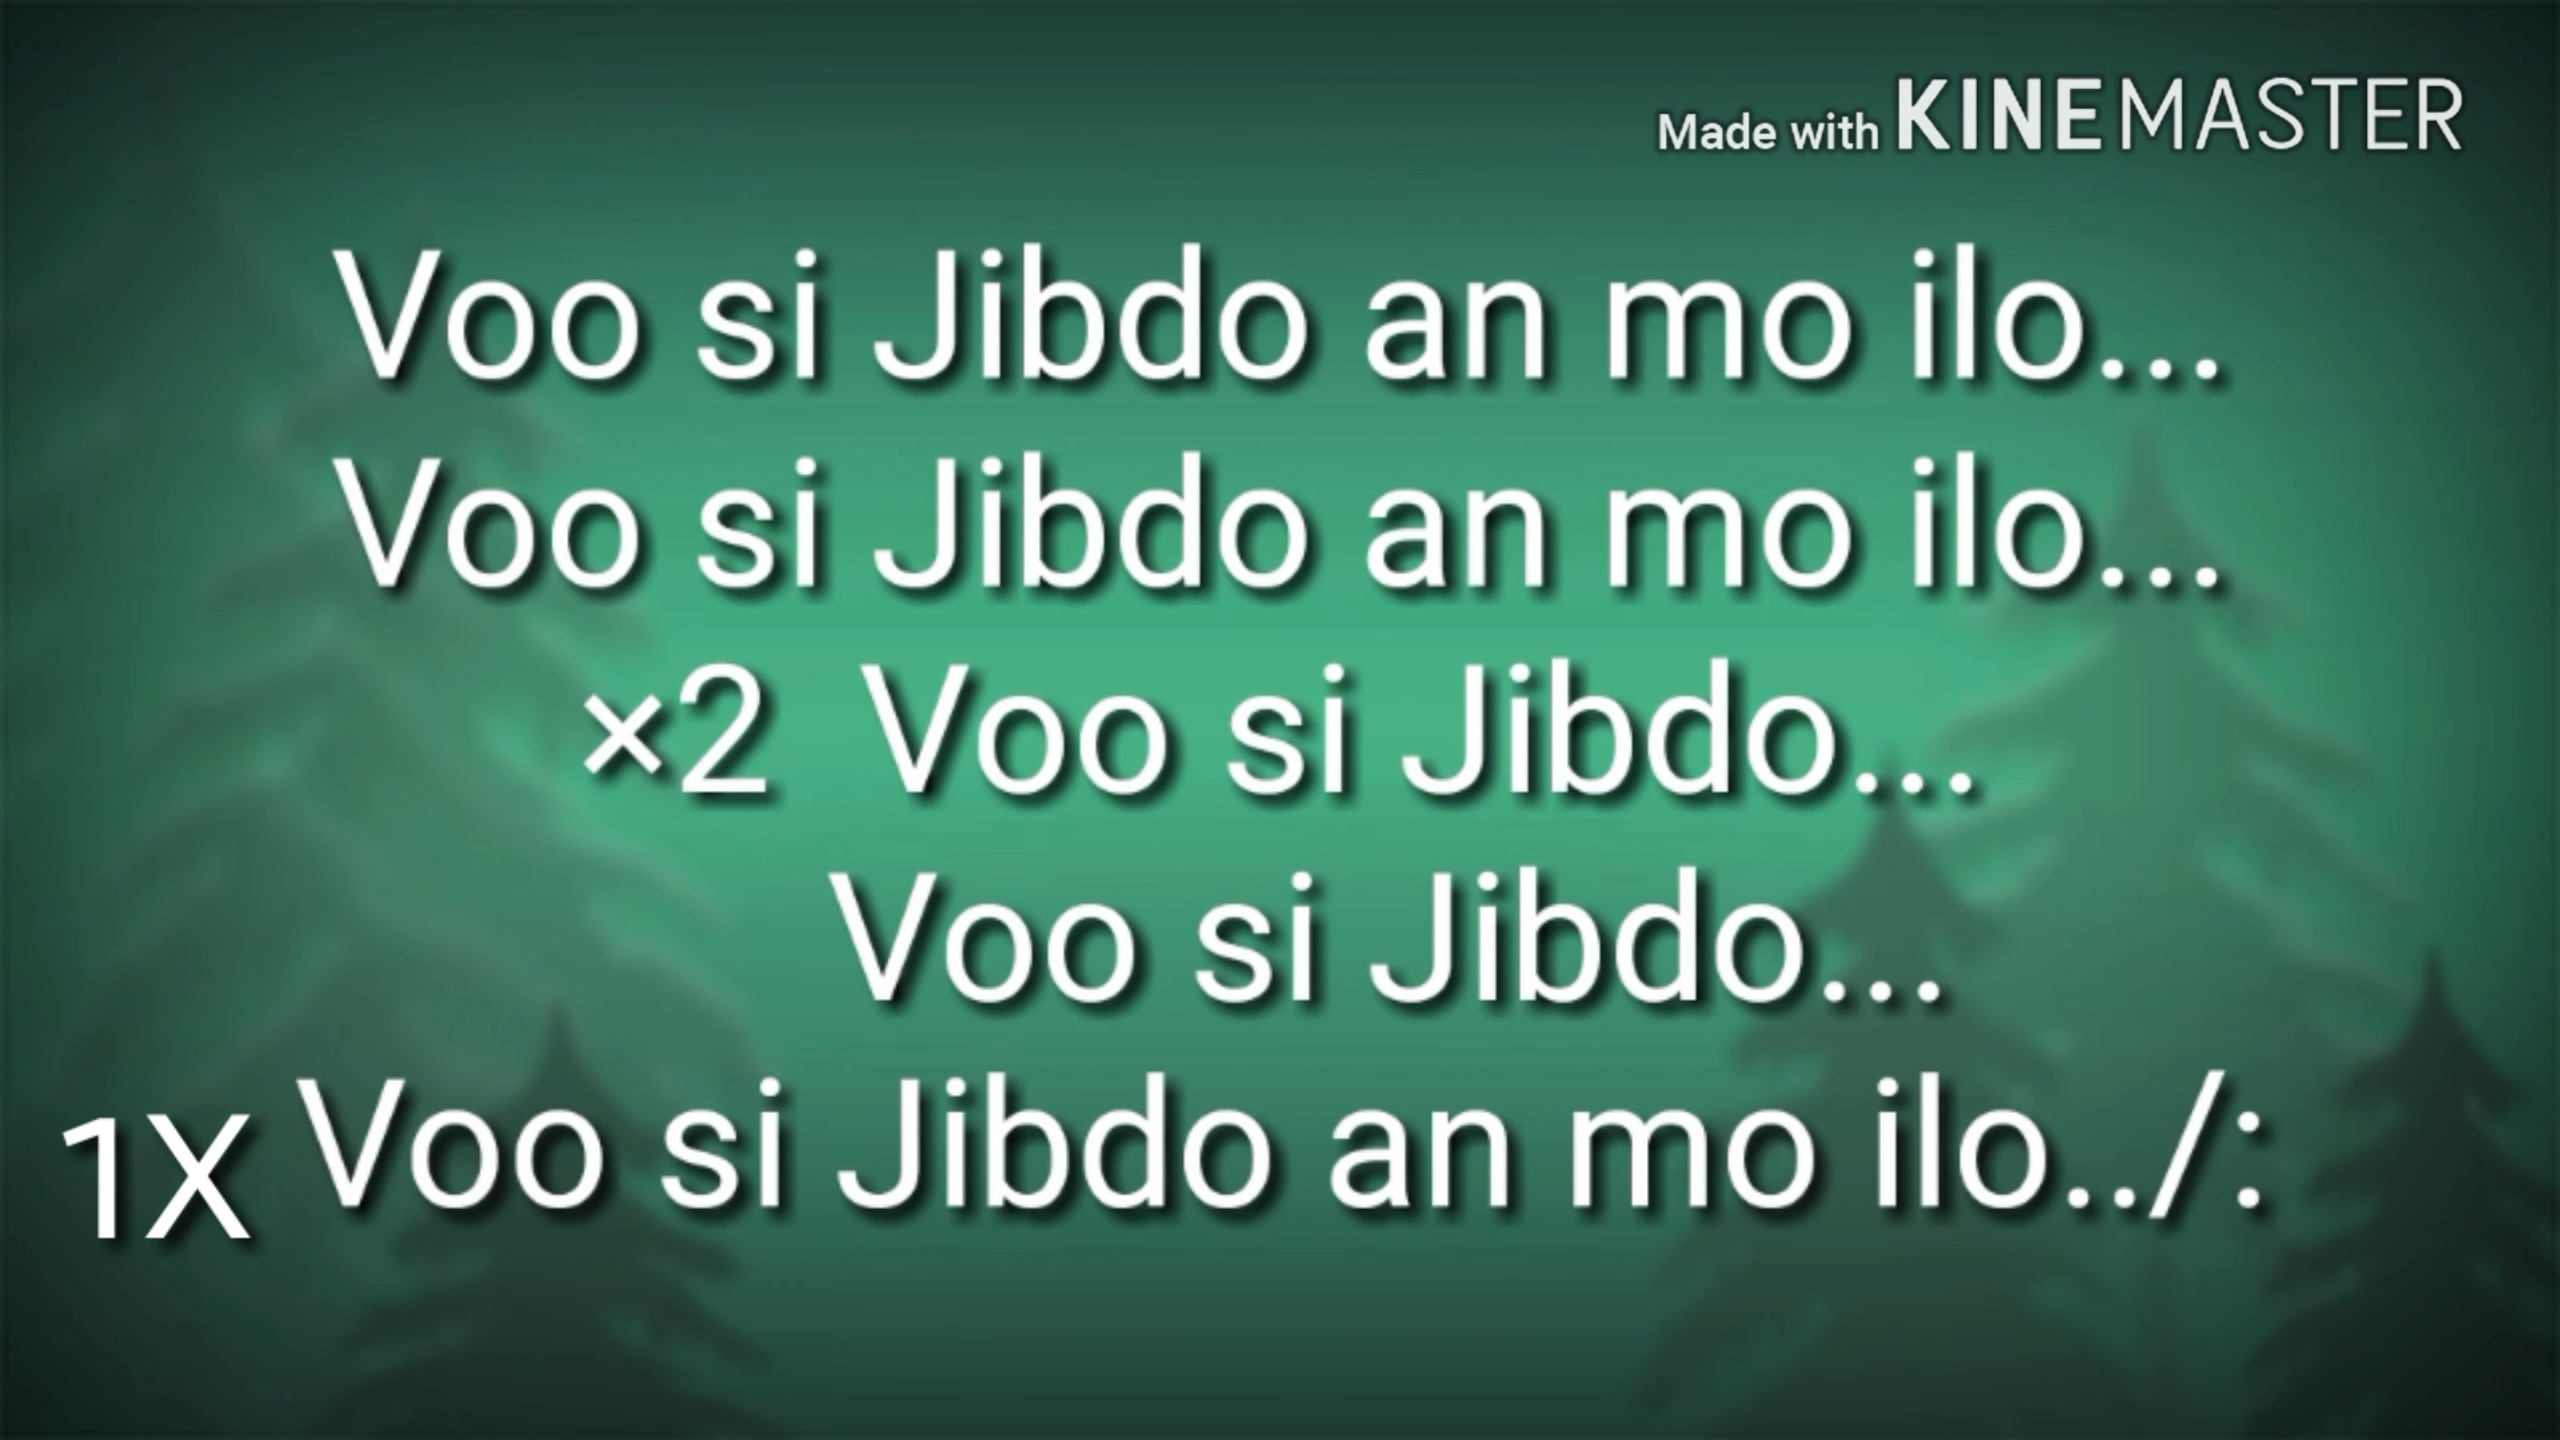 Made with KINEMASTER
Voo si Jibdo an mo ilo...
Voo si Jibdo an mo ilo...
×2 Voo si Jibdo...
Voo si Jibdo...
1X Voo si Jibdo an mo ilo../: